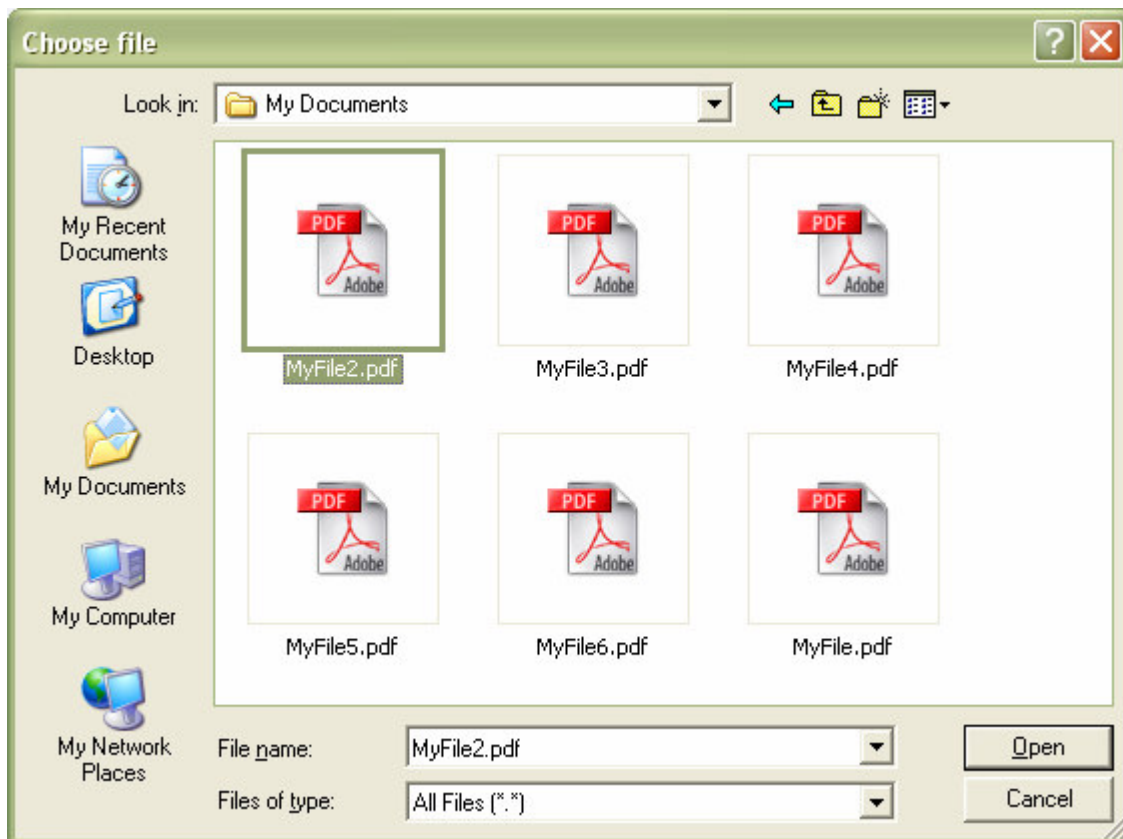 Choose file
Look in:
My Documents
My Recent
Documents
Desktop
My Documents
My Computer
My Network
Places
PDF
Adobe
MyFile2.pdf
PDF
Adobe
MyFile3.pdf
PDF
Adobe
MyFile4.pdf
PDF
Adobe
MyFile5.pdf
PDF
Adobe
MyFile6.pdf
PDF
Adobe
MyFile.pdf
File name:
MyFile2.pdf
Open
Files of type:
All Files (*.*)
Cancel